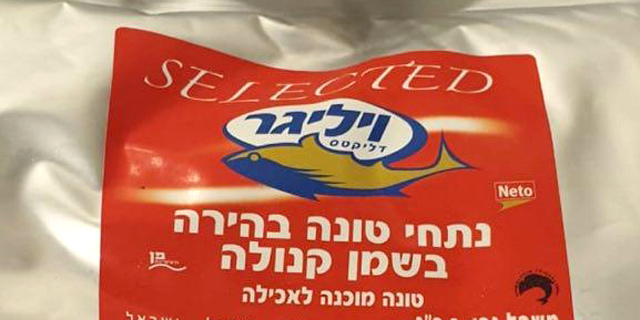 SELECTED
ויליגר
דליקטס
Neto
נתחי טונה בהירה
בשמן קנולה
טונה מוכנה לאכילה